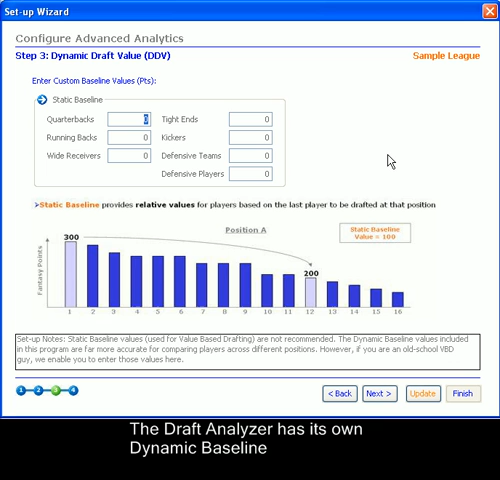 Set-up Wizard
Configure Advanced Analytics
Step 3: Dynamic Draft Value (DDV)
Sample League
Enter Custom Baseline Values (Pts):
Static Baseline
Quarterbacks 0 Tight Ends 0
Running Backs 0 Kickers 0
Wide Receivers 0 Defensive Teams 0
Defensive Players 0
>Static Baseline provides relative values for players based on the last player to be drafted at that position
Position A
Static Baseline
Value = 100
Fantasy Points
300
200
1 2 3 4 5 6 7 8 9 10 11 12 13 14 15 16
Set-up Notes: Static Baseline values (used for Value Based Drafting) are not recommended. The Dynamic Baseline values included
in this program are far more accurate for comparing players across different positions. However, if you are an old-school VBD
guy, we enable you to enter those values here.
1 2 3 4
< Back Next > Update Finish
The Draft Analyzer has its own
Dynamic Baseline